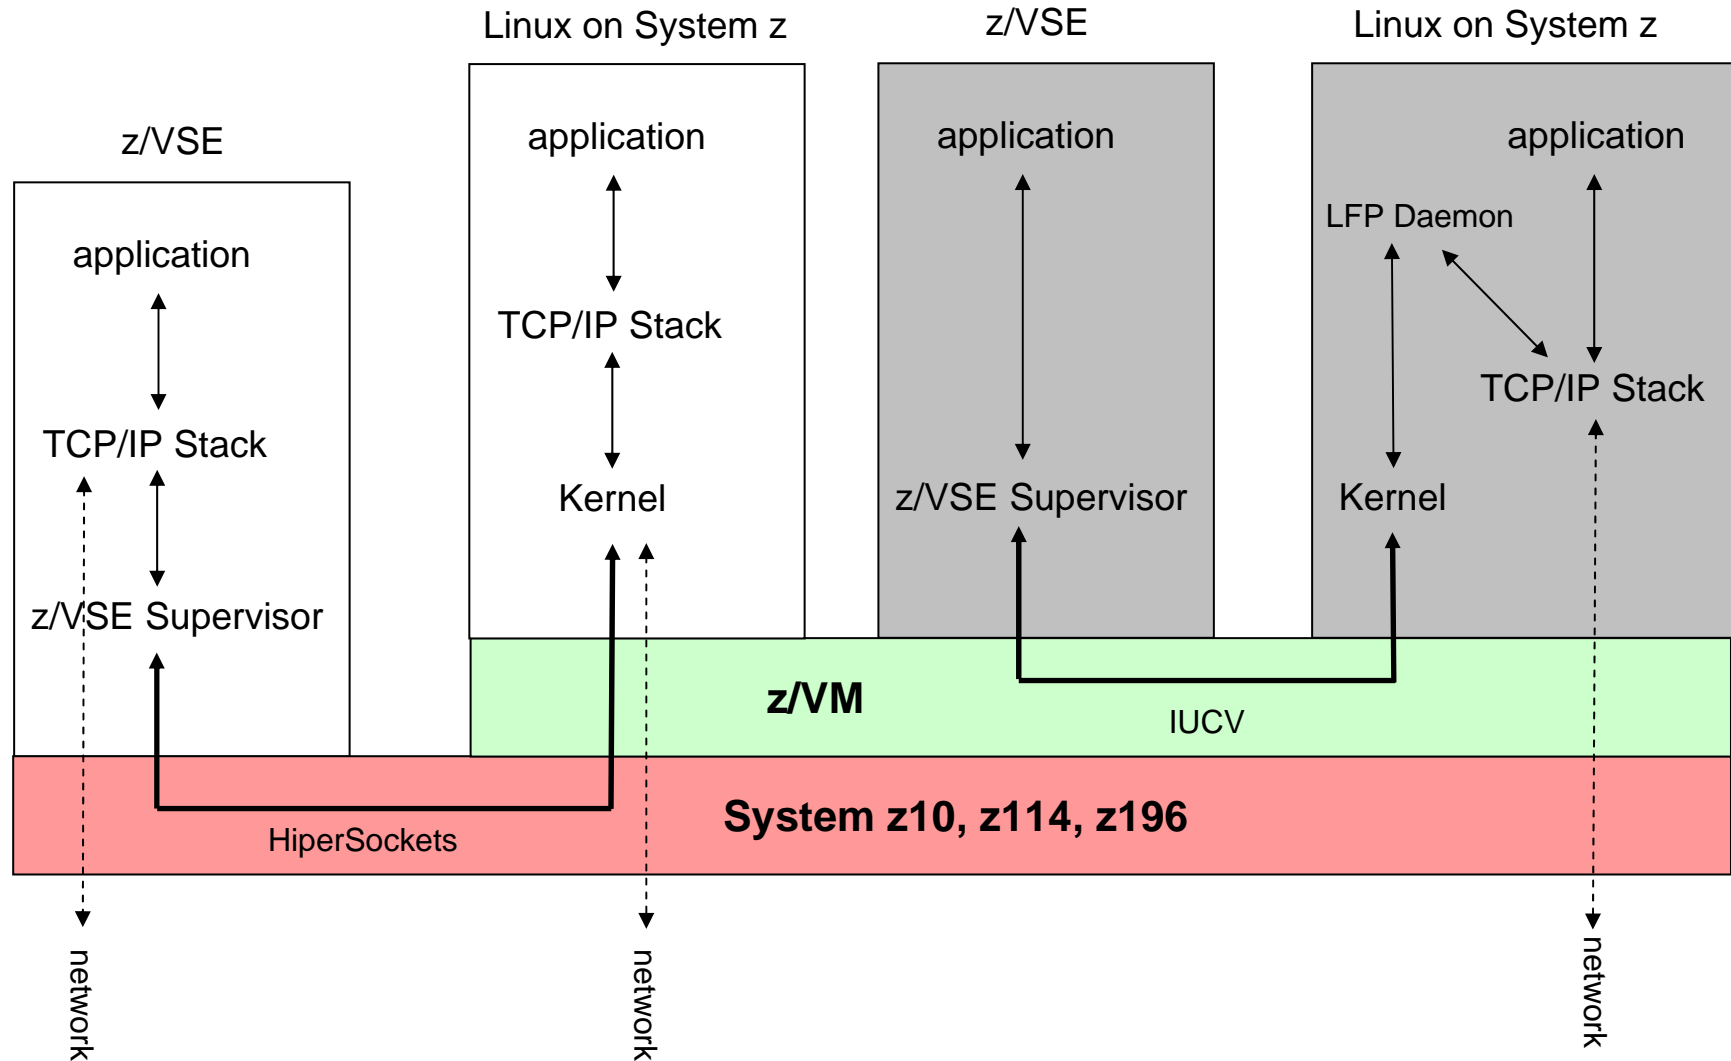 Linux on System z
z/VSE
Linux on System z
z/VSE
application
TCP/IP Stack
z/VSE Supervisor
application
TCP/IP Stack
Kernel
application
z/VSE Supervisor
application
LFP Daemon
TCP/IP Stack
Kernel
z/VM
IUCV
System z10, z114, z196
HiperSockets
network
network
network